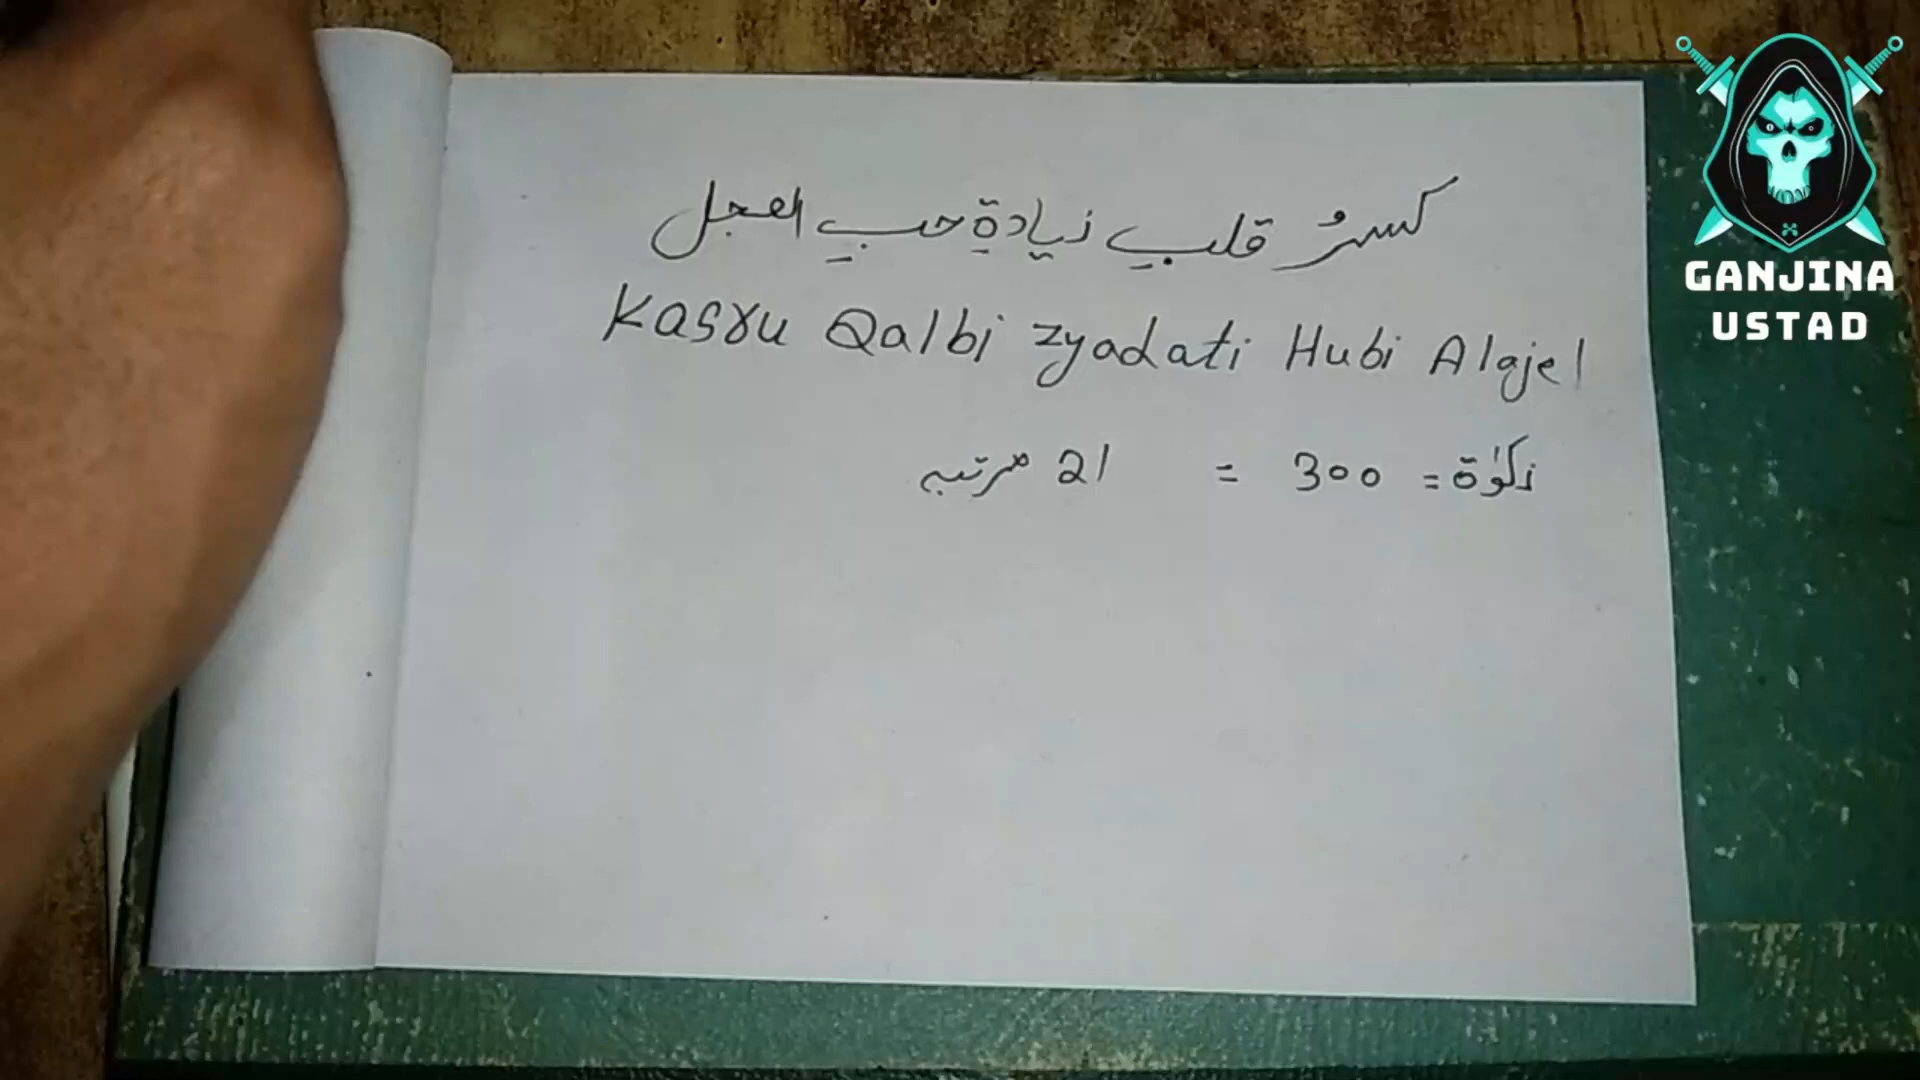 كسرُ قلبِ زيادةِ حبِ العجل
Kasru Qalbi Zyadati Hubi Alajel
زکوٰة = 300 = 21 مرتبہ
GANJINA
USTAD